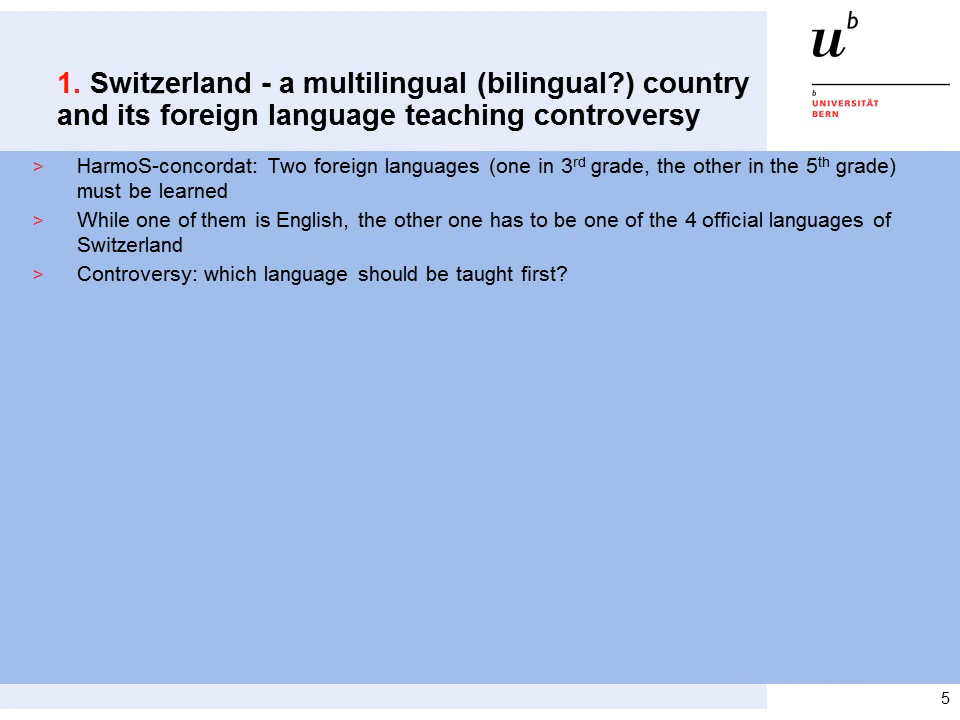 u
b
b
UNIVERSITÄT
BERN
1. Switzerland - a multilingual (bilingual?) country
and its foreign language teaching controversy
> HarmoS-concordat: Two foreign languages (one in 3rd grade, the other in the 5th grade)
must be learned
> While one of them is English, the other one has to be one of the 4 official languages of
Switzerland
> Controversy: which language should be taught first?
5